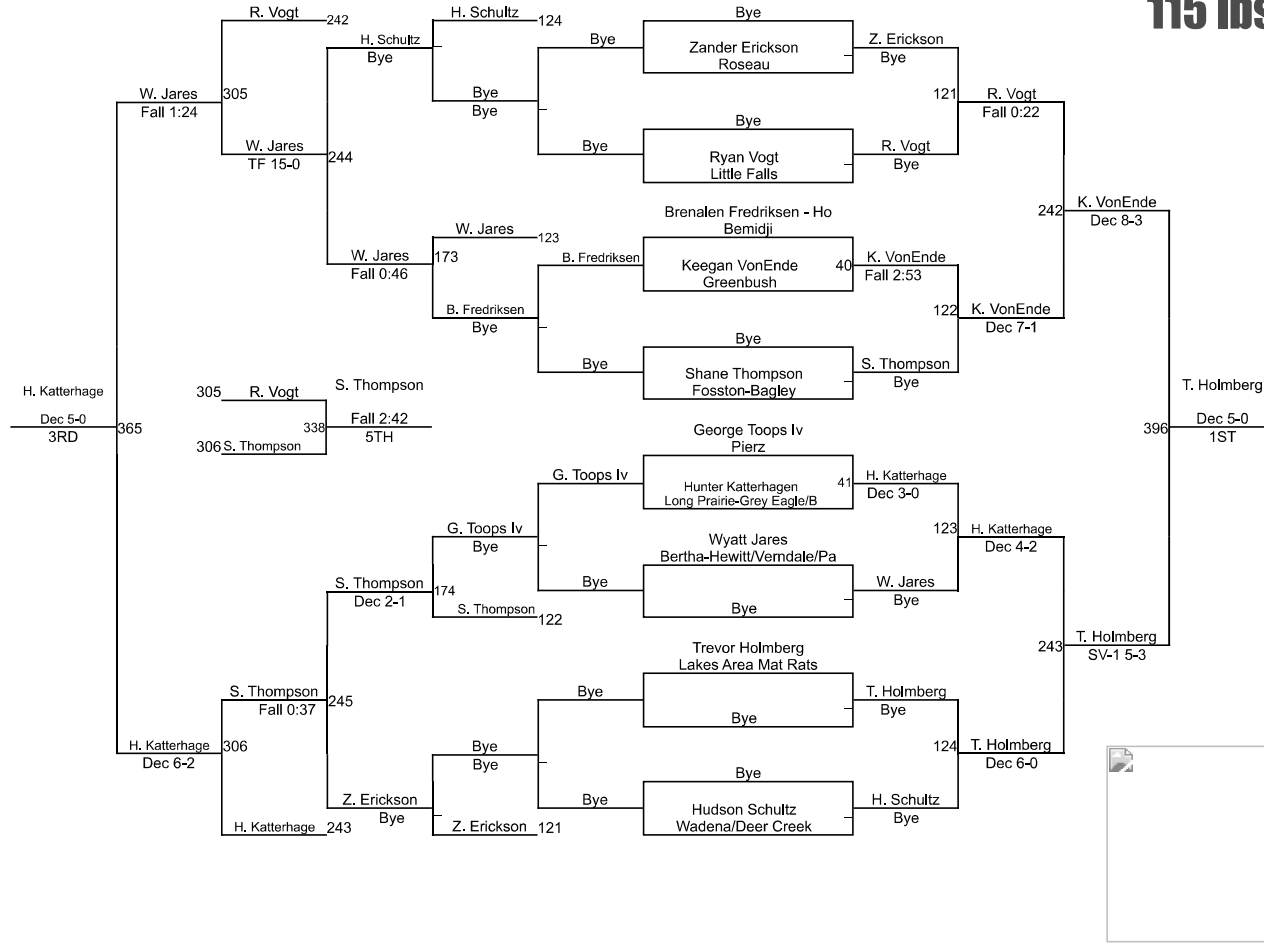 115 lbs
R. Vogt
242
H. Schultz
124
Bye
H. Schultz
Bye
Bye
Zander Erickson
Roseau
Z. Erickson
Bye
W. Jares
Fall 1:24
305
Bye
Bye
121
R. Vogt
Fall 0:22
Bye
W. Jares
TF 15-0
244
Bye
Ryan Vogt
Little Falls
R. Vogt
Bye
242
K. VonEnde
Dec 8-3
Brenalen Fredriksen - Ho
Bemidji
W. Jares
123
W. Jares
Fall 0:46
173
B. Fredriksen
Keegan VonEnde
Greenbush
40
K. VonEnde
Fall 2:53
B. Fredriksen
Bye
122
K. VonEnde
Dec 7-1
Bye
Bye
Shane Thompson
Fosston-Bagley
S. Thompson
Bye
H. Katterhage
Dec 5-0
3RD
365
305
R. Vogt
S. Thompson
338
Fall 2:42
5TH
306
S. Thompson
T. Holmberg
396
Dec 5-0
1ST
George Toops Iv
Pierz
G. Toops Iv
Hunter Katterhagen
Long Prairie-Grey Eagle/B
41
H. Katterhage
Dec 3-0
G. Toops Iv
Bye
123
H. Katterhage
Dec 4-2
Wyatt Jares
Bertha-Hewitt/Verndale/Pa
S. Thompson
Dec 2-1
174
Bye
Bye
W. Jares
Bye
S. Thompson
122
243
T. Holmberg
SV-1 5-3
Trevor Holmberg
Lakes Area Mat Rats
S. Thompson
Fall 0:37
245
Bye
Bye
T. Holmberg
Bye
H. Katterhage
Dec 6-2
306
Bye
Bye
124
T. Holmberg
Dec 6-0
Bye
Z. Erickson
Bye
Bye
Hudson Schultz
Wadena/Deer Creek
H. Schultz
Bye
H. Katterhage
243
Z. Erickson
121